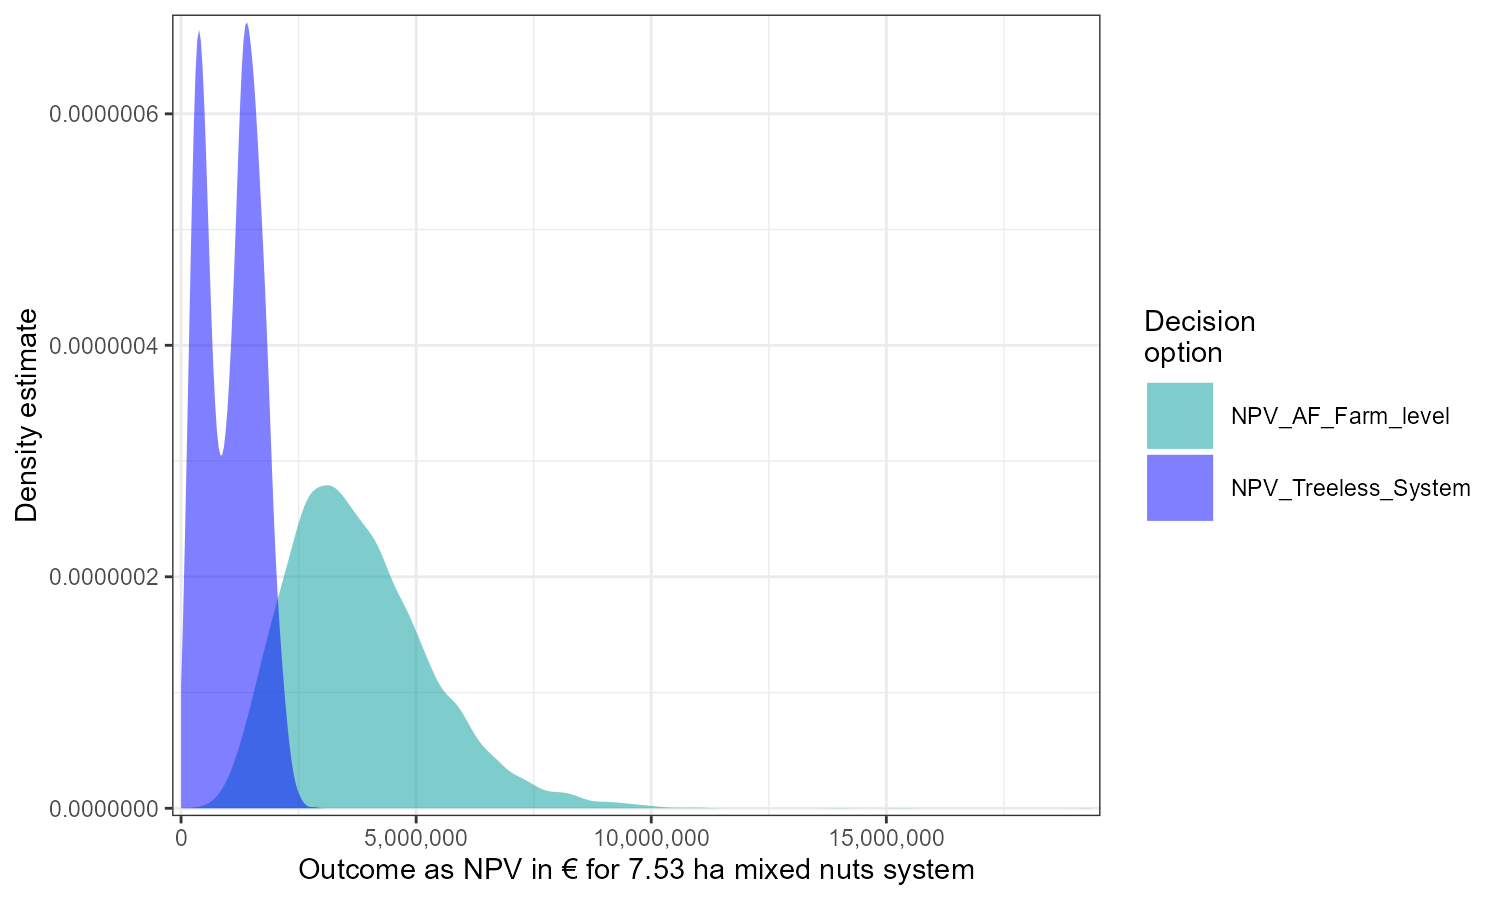 0.0000006
0.0000004
0.0000002
0.0000000
Density estimate
0
5,000,000
10,000,000
15,000,000
Outcome as NPV in € for 7.53 ha mixed nuts system
Decision
option
NPV_AF_Farm_level
NPV_Treeless_System